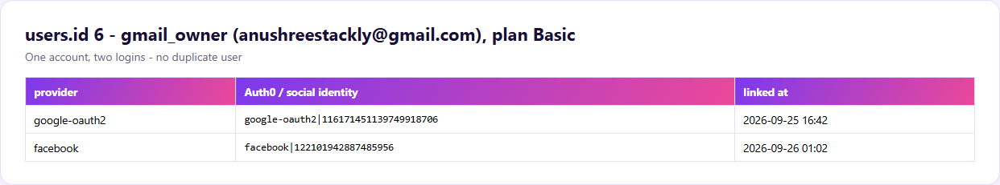 users.id 6 - gmail_owner (anushreestackly@gmail.com), plan Basic
One account, two logins - no duplicate user
provider Auth0 / social identity linked at
google-oauth2 google-oauth2|116171451139749918706 2026-09-25 16:42
facebook facebook|122101942887485956 2026-09-26 01:02